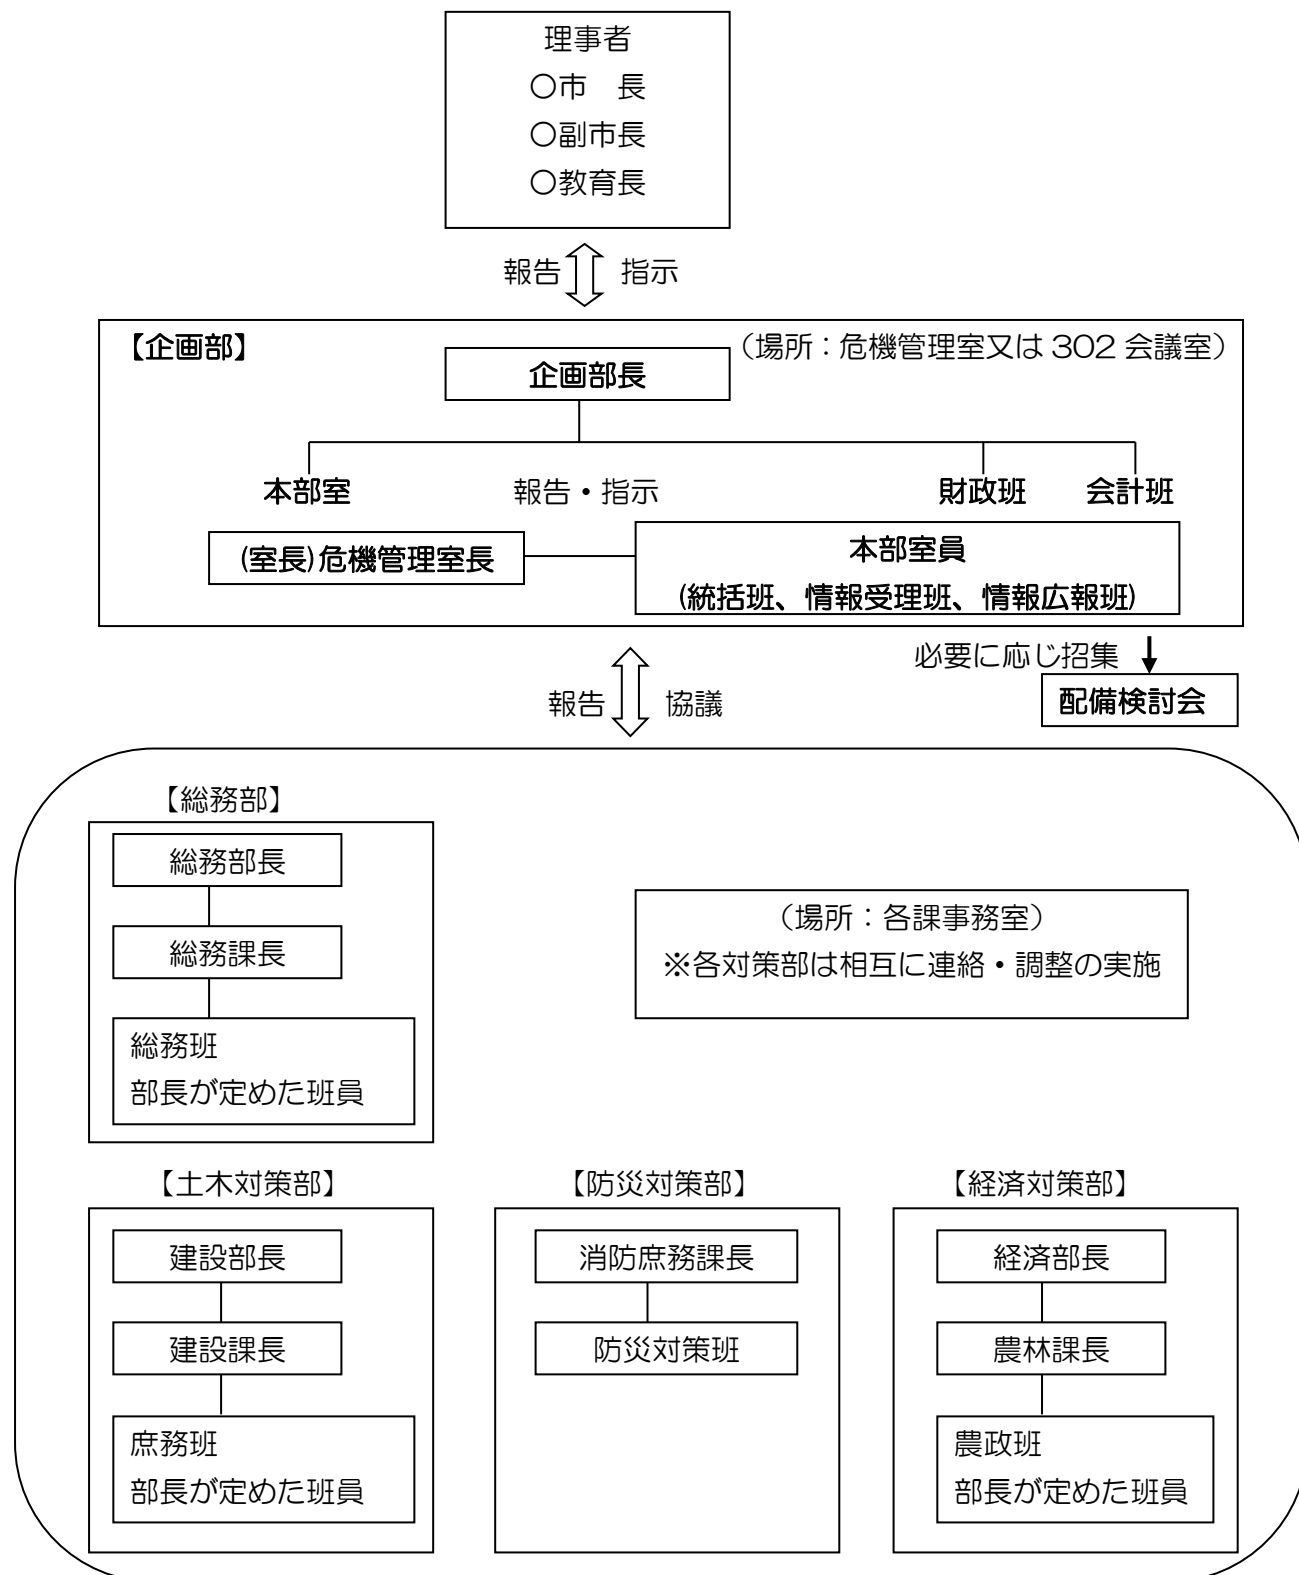 理事者
○市　長
○副市長
○教育長
報告 指示
【企画部】
（場所：危機管理室又は 302 会議室）
企画部長
本部室
報告・指示
財政班
会計班
(室長)危機管理室長
本部室員
(統括班、情報受理班、情報広報班)
必要に応じ招集
配備検討会
報告 協議
【総務部】
総務部長
総務課長
総務班
部長が定めた班員
（場所：各課事務室）
※各対策部は相互に連絡・調整の実施
【土木対策部】
建設部長
建設課長
庶務班
部長が定めた班員
【防災対策部】
消防庶務課長
防災対策班
【経済対策部】
経済部長
農林課長
農政班
部長が定めた班員